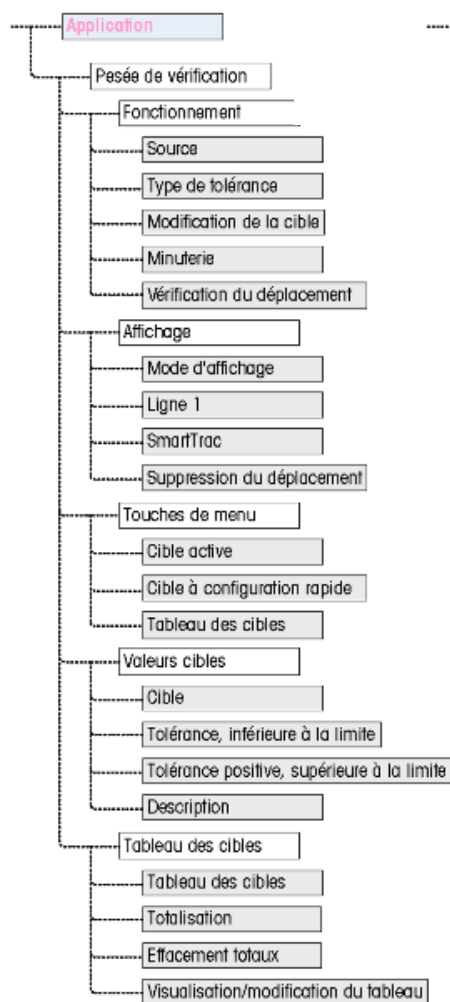 Application
Pesée de vérification
Fonctionnement
Source
Type de tolérance
Modification de la cible
Minuterie
Vérification du déplacement
Affichage
Mode d'affichage
Ligne 1
SmartTrac
Suppression du déplacement
Touches de menu
Cible active
Cible à configuration rapide
Tableau des cibles
Valeurs cibles
Cible
Tolérance, inférieure à la limite
Tolérance positive, supérieure à la limite
Description
Tableau des cibles
Tableau des cibles
Totalisation
Effacement totaux
Visualisation/modification du tableau